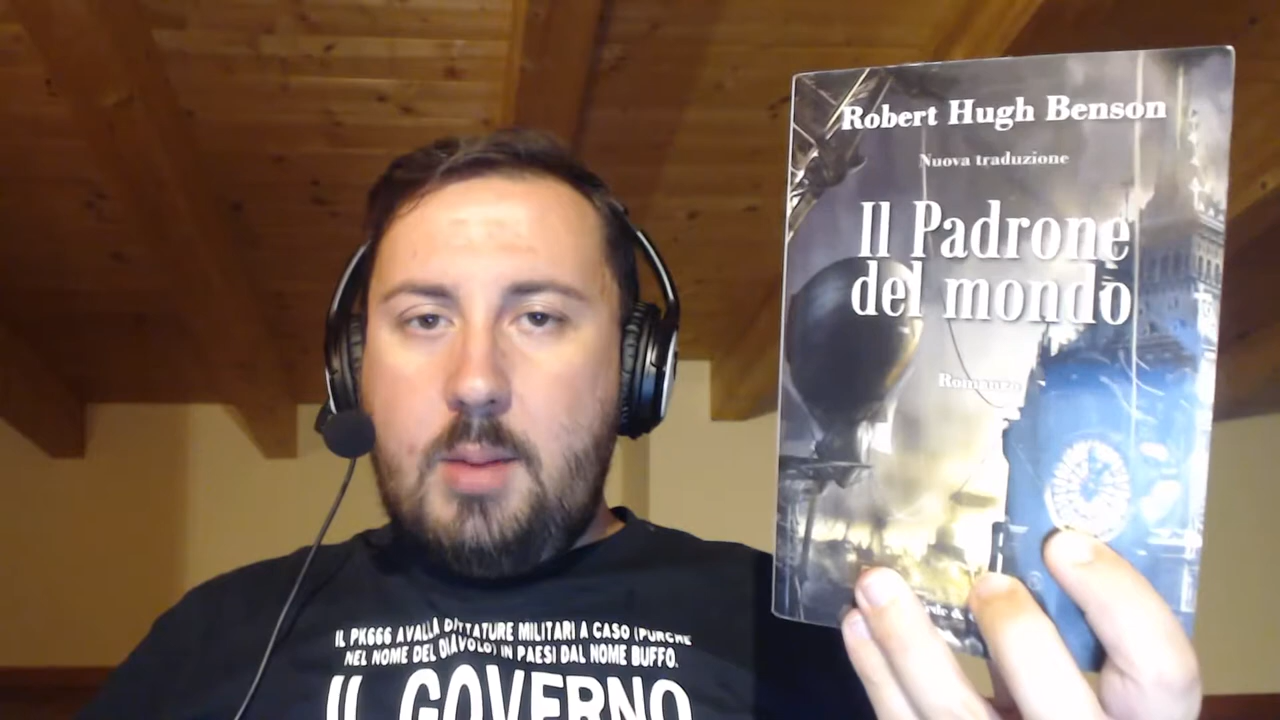 Robert Hugh Benson
Nuova traduzione
Il Padrone
del mondo
Romanzo
IL PK666 AVALLA DITTATURE MILITARI A CASO (PURCHÉ
NEL NOME DEL DIAVOLO) IN PAESI DAL NOME BUFFO.
IL GOVERNO